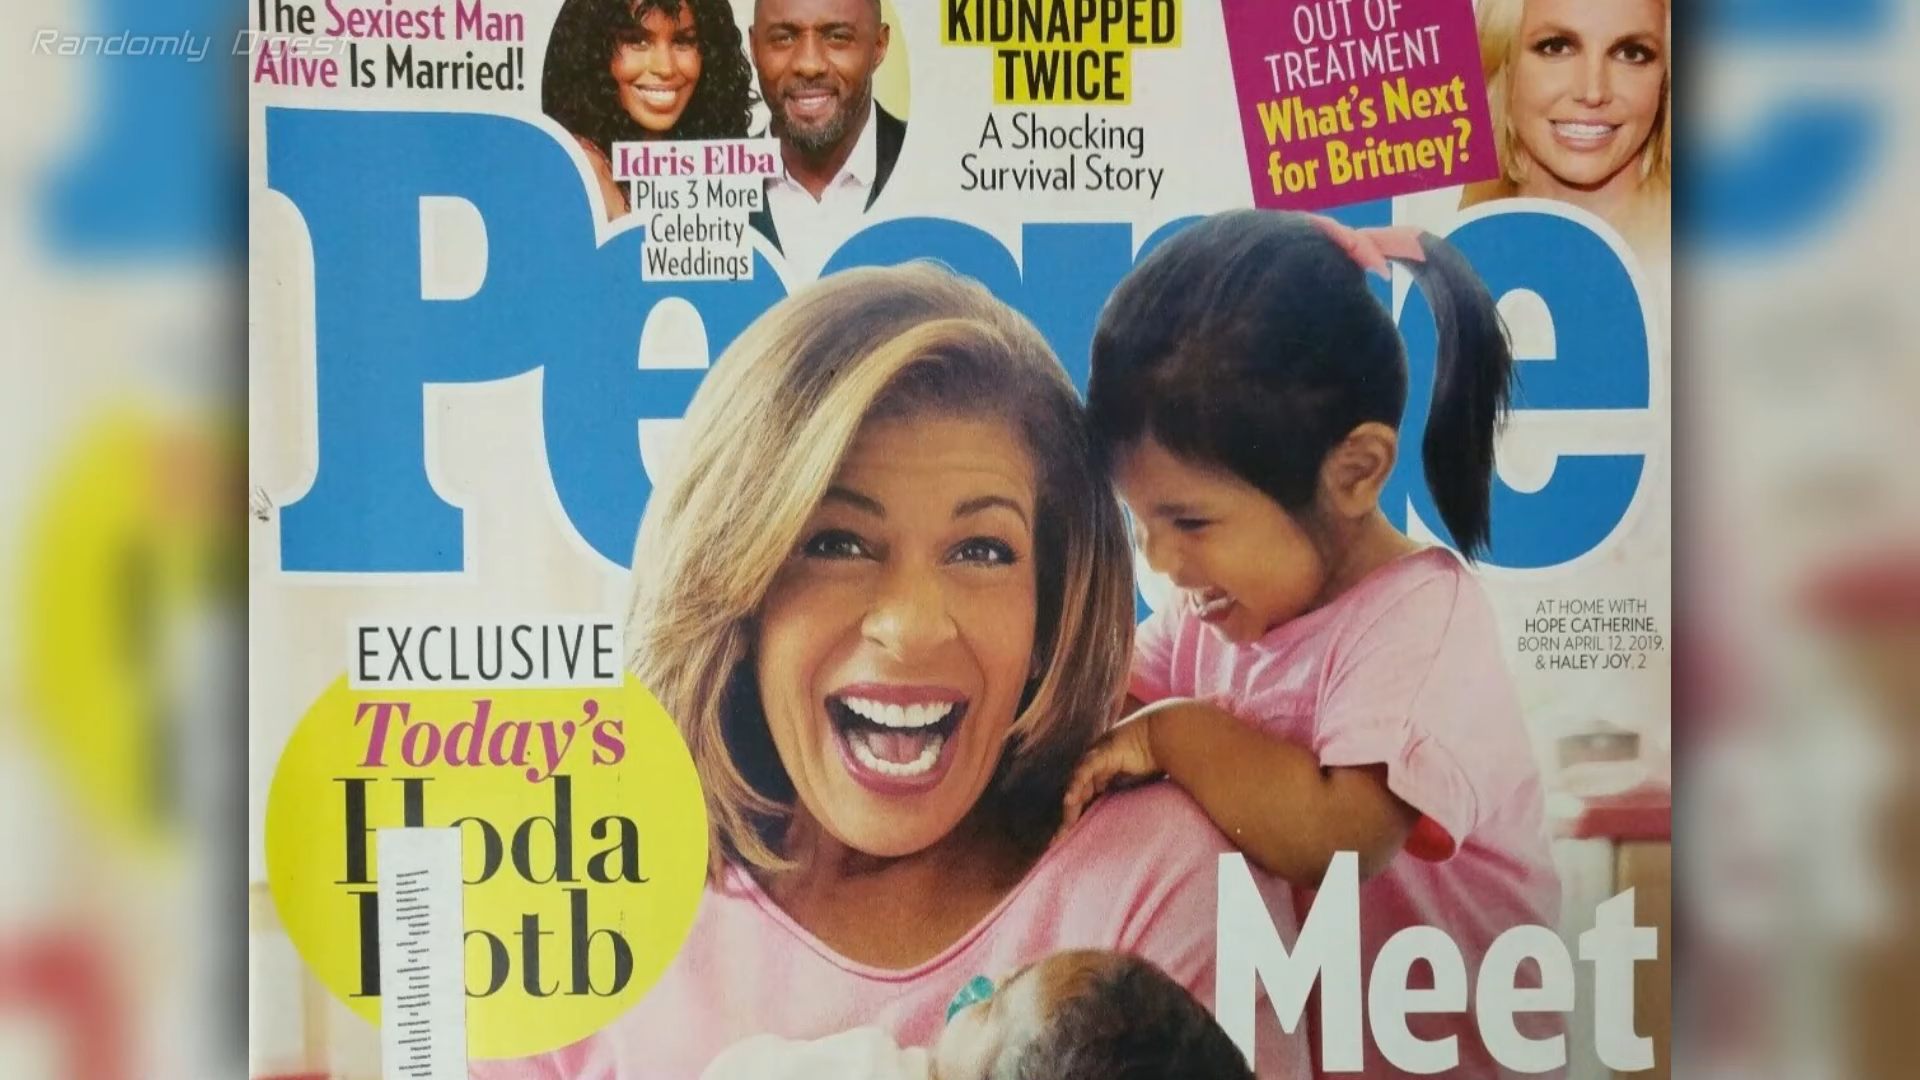 Randomly Digest
The Sexiest Man
Alive Is Married!
Idris Elba
Plus 3 More
Celebrity
Weddings
KIDNAPPED
TWICE
A Shocking
Survival Story
OUT OF
TREATMENT
What's Next
for Britney?
People
AT HOME WITH
HOPE CATHERINE,
BORN APRIL 12, 2019,
& HALEY JOY, 2
EXCLUSIVE
Today's
Hoda
Kotb
Meet